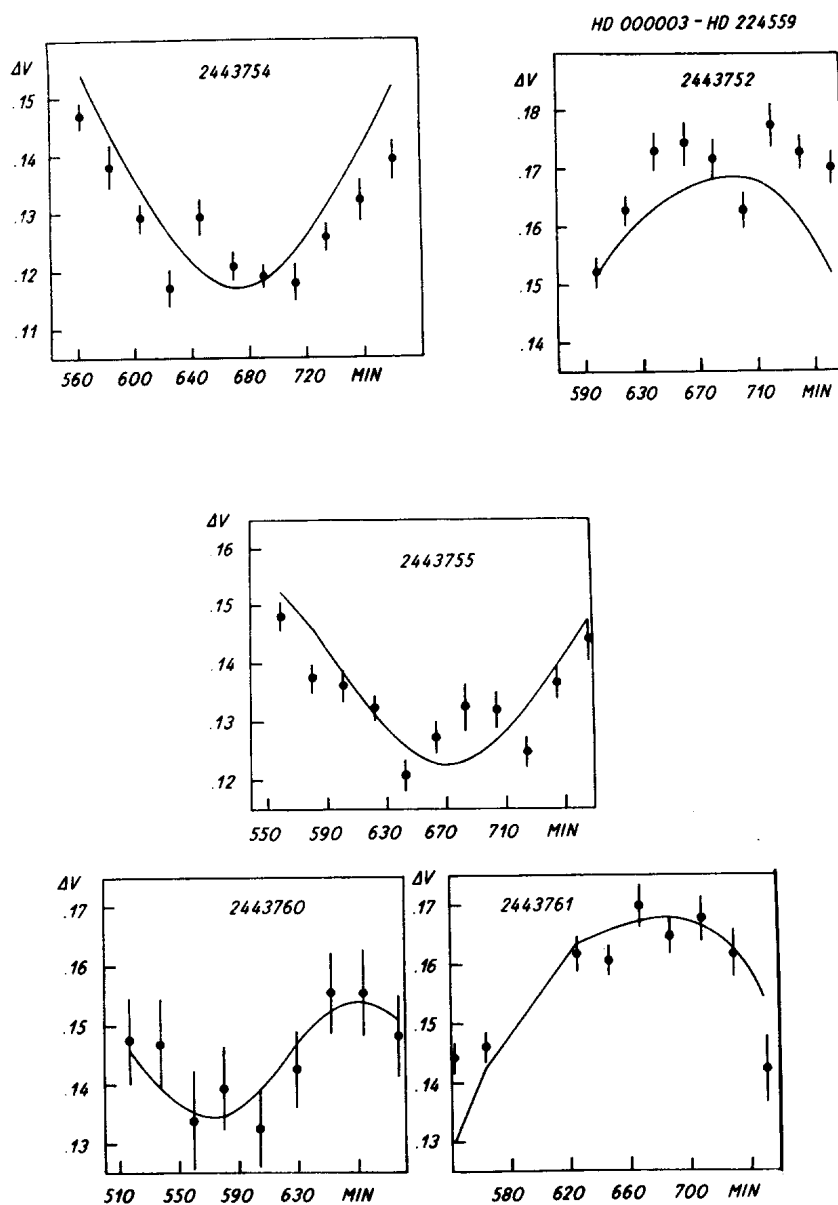 HD 000003 - HD 224559
ΔV
2443754
.15
.14
.13
.12
.11
560 600 640 680 720 MIN
ΔV
2443752
.18
.17
.16
.15
.14
590 630 670 710 MIN
ΔV
2443755
.16
.15
.14
.13
.12
550 590 630 670 710 MIN
ΔV
2443760
.17
.16
.15
.14
.13
510 550 590 630 MIN
ΔV
2443761
.17
.16
.15
.14
.13
580 620 660 700 MIN